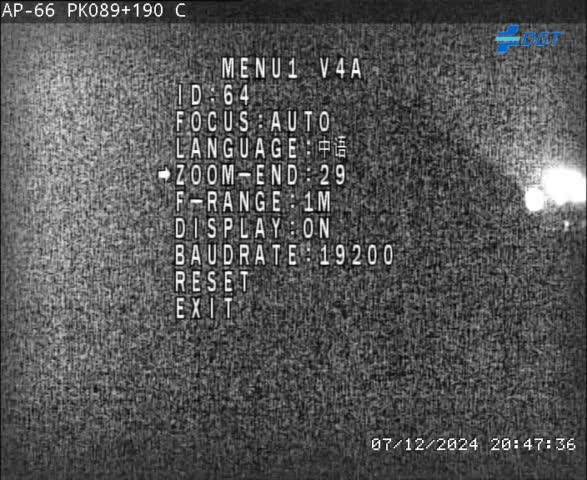 AP-66 PK089+190 C
DGT
MENU1 V4A
ID:64
FOCUS:AUTO
LANGUAGE:中语
ZOOM-END:29
F-RANGE:1M
DISPLAY:ON
BAUDRATE:19200
RESET
EXIT
07/12/2024 20:47:36